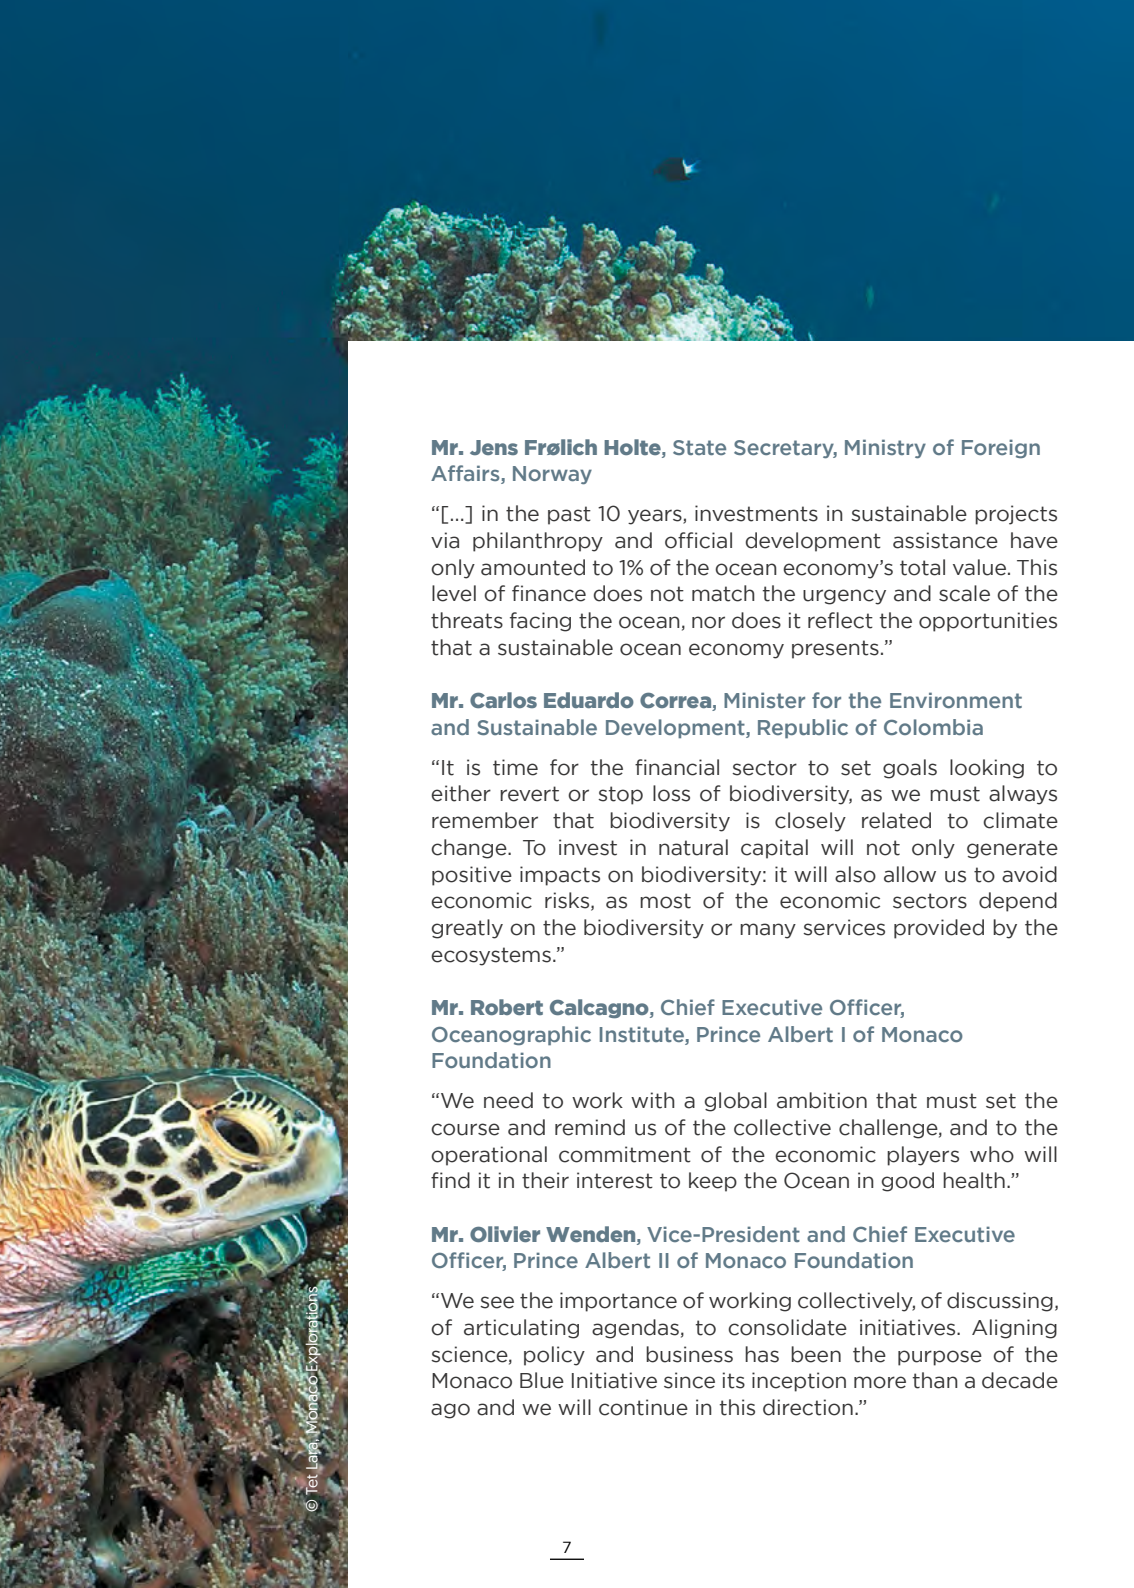 Mr. Jens Frølich Holte, State Secretary, Ministry of Foreign
Affairs, Norway
“[...] in the past 10 years, investments in sustainable projects
via philanthropy and official development assistance have
only amounted to 1% of the ocean economy’s total value. This
level of finance does not match the urgency and scale of the
threats facing the ocean, nor does it reflect the opportunities
that a sustainable ocean economy presents.”
Mr. Carlos Eduardo Correa, Minister for the Environment
and Sustainable Development, Republic of Colombia
“It is time for the financial sector to set goals looking to
either revert or stop loss of biodiversity, as we must always
remember that biodiversity is closely related to climate
change. To invest in natural capital will not only generate
positive impacts on biodiversity: it will also allow us to avoid
economic risks, as most of the economic sectors depend
greatly on the biodiversity or many services provided by the
ecosystems.”
Mr. Robert Calcagno, Chief Executive Officer,
Oceanographic Institute, Prince Albert I of Monaco
Foundation
“We need to work with a global ambition that must set the
course and remind us of the collective challenge, and to the
operational commitment of the economic players who will
find it in their interest to keep the Ocean in good health.”
Mr. Olivier Wenden, Vice-President and Chief Executive
Officer, Prince Albert II of Monaco Foundation
“We see the importance of working collectively, of discussing,
of articulating agendas, to consolidate initiatives. Aligning
science, policy and business has been the purpose of the
Monaco Blue Initiative since its inception more than a decade
ago and we will continue in this direction.”
© Tet Lara, Monaco Explorations
7